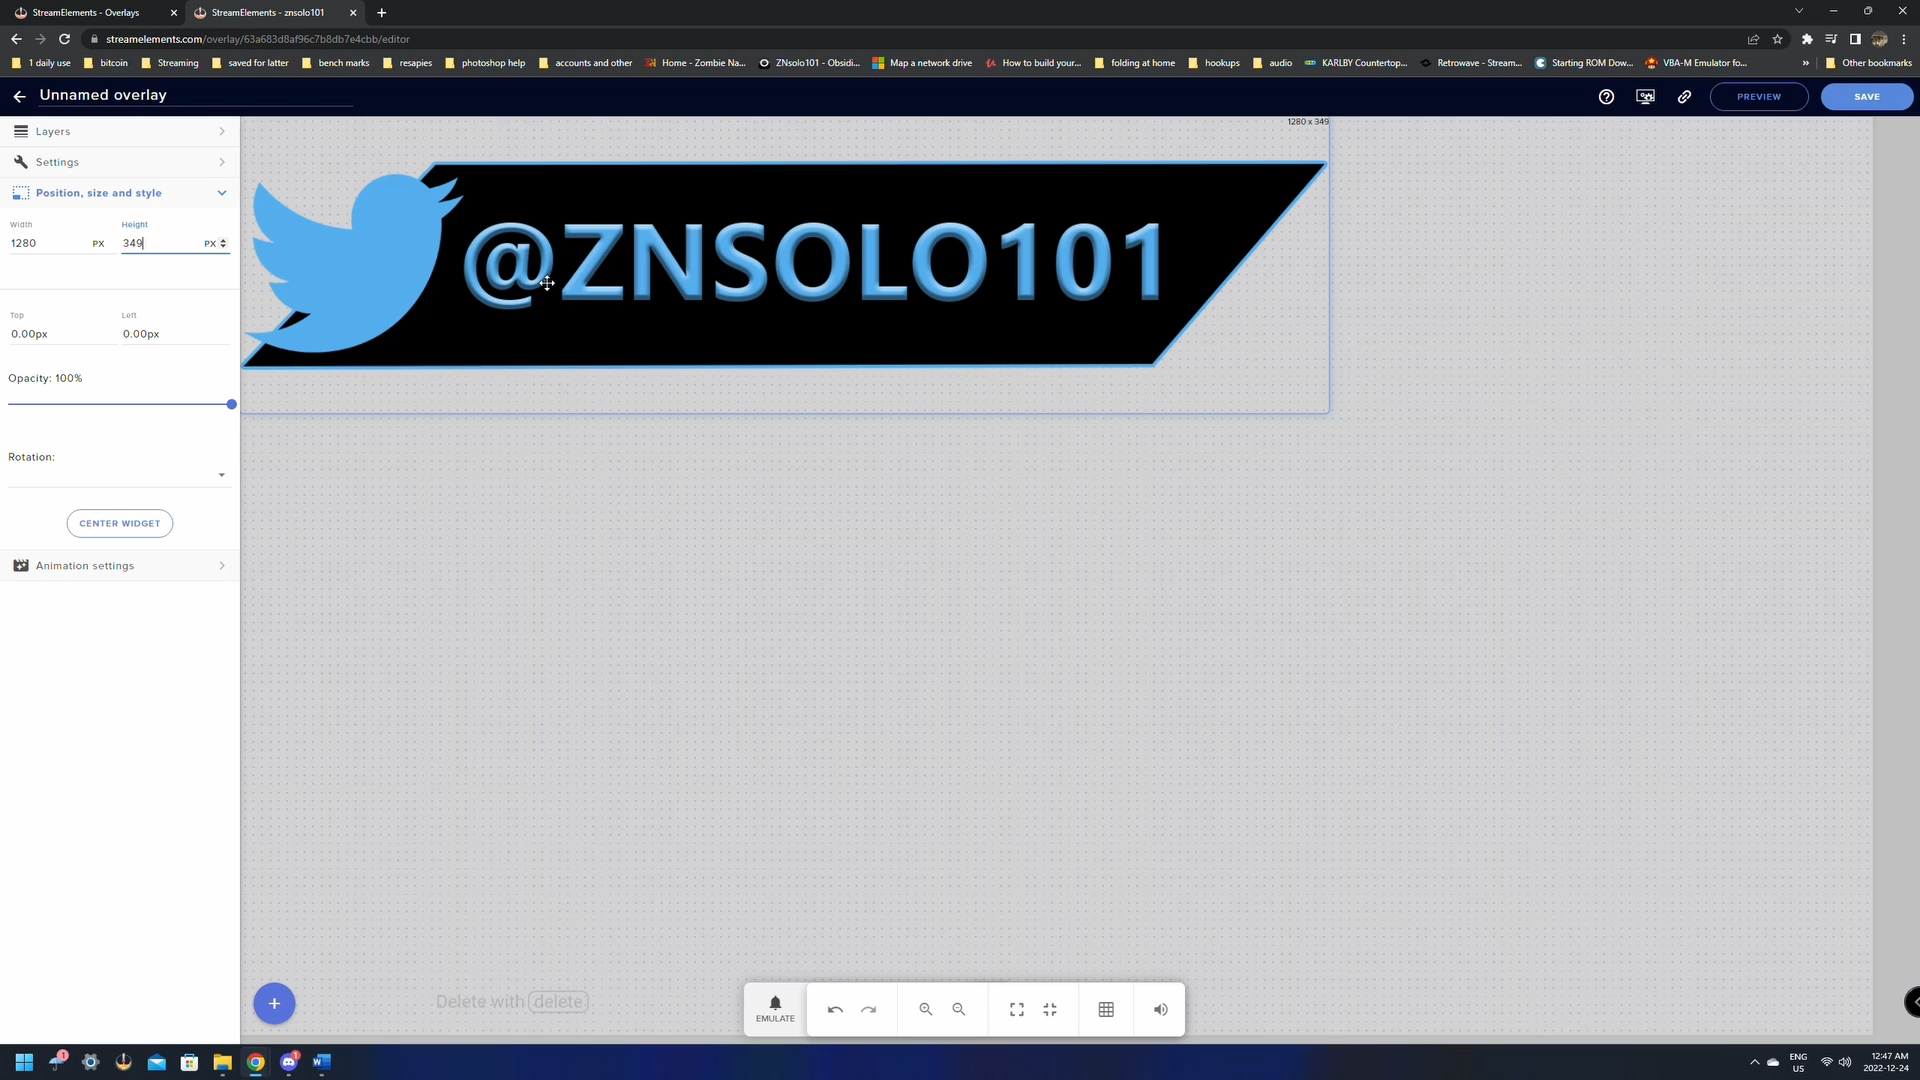 StreamElements - Overlays
StreamElements - znsolo101
streamelements.com/overlay/63a683d8af96c7b8db7e4cbb/editor
1 daily use
bitcoin
Streaming
saved for latter
bench marks
resapies
photoshop help
accounts and other
Home - Zombie Na...
ZNsolo101 - Obsidi...
Map a network drive
How to build your...
folding at home
hookups
audio
KARLBY Countertop...
Retrowave - Stream...
Starting ROM Dow...
VBA-M Emulator fo...
»
Other bookmarks
Unnamed overlay
PREVIEW
SAVE
Layers
Settings
Position, size and style
Width
Height
1280 PX
349 PX
Top
Left
0.00px
0.00px
Opacity: 100%
Rotation:
CENTER WIDGET
Animation settings
1280 x 349
@ZNSOLO101
Delete with delete
EMULATE
1
1
ENG
US
12:47 AM
2022-12-24